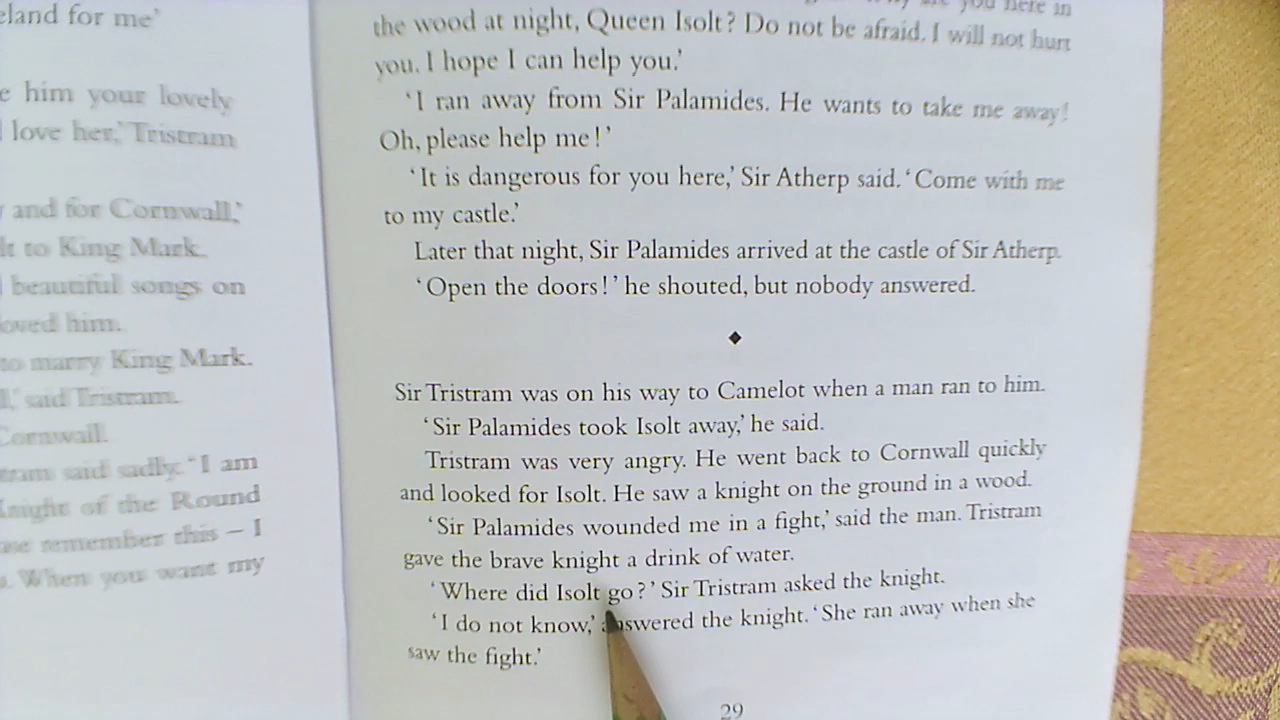 eland for me'
e him your lovely
love her,' Tristram
and for Cornwall,'
lt to King Mark.
beautiful songs on
oved him.
to marry King Mark.
said Tristram.
Cornwall.
tram said sadly. 'I am
Knight of the Round
remember this – I
When you want my
you here in
the wood at night, Queen Isolt? Do not be afraid. I will not hurt
you. I hope I can help you.'
'I ran away from Sir Palamides. He wants to take me away!
Oh, please help me!'
'It is dangerous for you here,' Sir Atherp said. 'Come with me
to my castle.'
Later that night, Sir Palamides arrived at the castle of Sir Atherp.
'Open the doors!' he shouted, but nobody answered.
◆
Sir Tristram was on his way to Camelot when a man ran to him.
'Sir Palamides took Isolt away,' he said.
Tristram was very angry. He went back to Cornwall quickly
and looked for Isolt. He saw a knight on the ground in a wood.
'Sir Palamides wounded me in a fight,' said the man. Tristram
gave the brave knight a drink of water.
'Where did Isolt go?' Sir Tristram asked the knight.
'I do not know,' answered the knight. 'She ran away when she
saw the fight.'
29